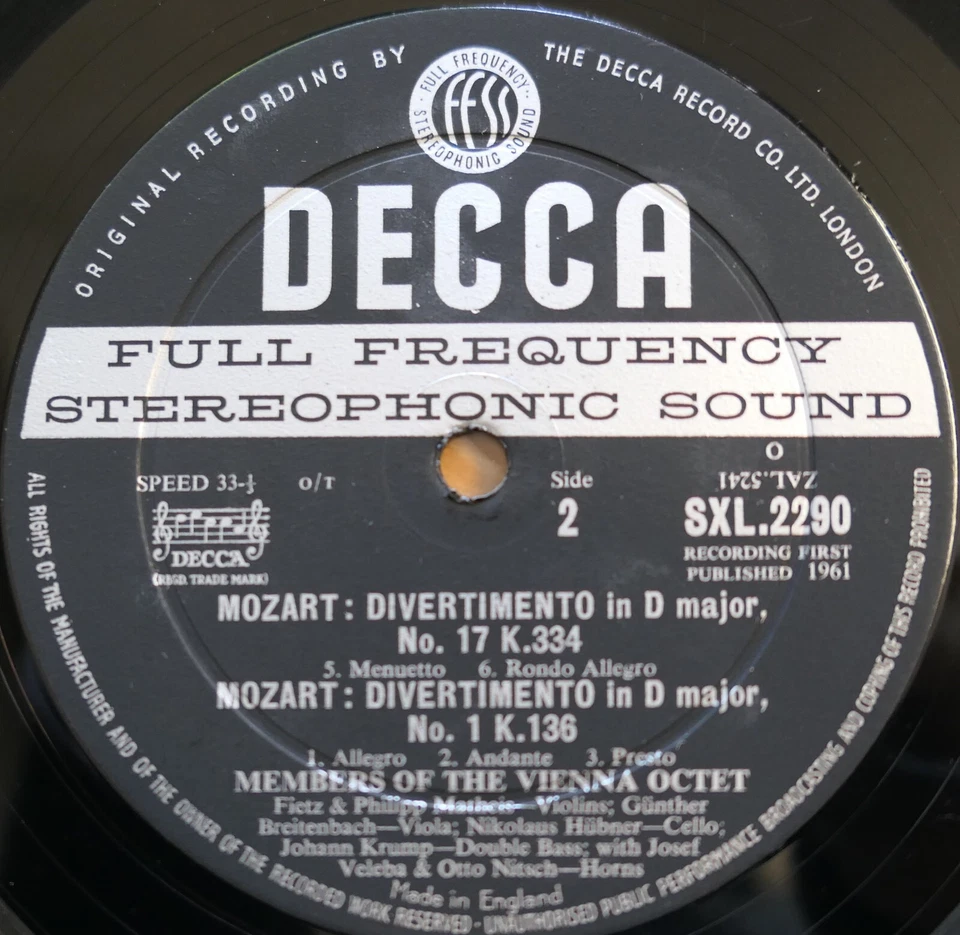 ORIGINAL RECORDING BY
THE DECCA RECORD CO. LTD. LONDON
· FULL FREQUENCY ·
FFSS
STEREOPHONIC SOUND
DECCA
FULL FREQUENCY
STEREOPHONIC SOUND
O
ZAL.5241
SPEED 33-⅓ O/T
Side
2
SXL.2290
DECCA
(REGD. TRADE MARK)
RECORDING FIRST
PUBLISHED 1961
MOZART: DIVERTIMENTO in D major,
No. 17 K.334
5. Menuetto 6. Rondo Allegro
MOZART: DIVERTIMENTO in D major,
No. 1 K.136
1. Allegro 2. Andante 3. Presto
MEMBERS OF THE VIENNA OCTET
Fietz & Philipp Matheis—Violins; Günther
Breitenbach—Viola; Nikolaus Hübner—Cello;
Johann Krump—Double Bass; with Josef
Veleba & Otto Nitsch—Horns
Made in England
ALL RIGHTS OF THE MANUFACTURER AND OF THE OWNER OF THE RECORDED WORK RESERVED · UNAUTHORISED PUBLIC PERFORMANCE BROADCASTING AND COPYING OF THIS RECORD PROHIBITED